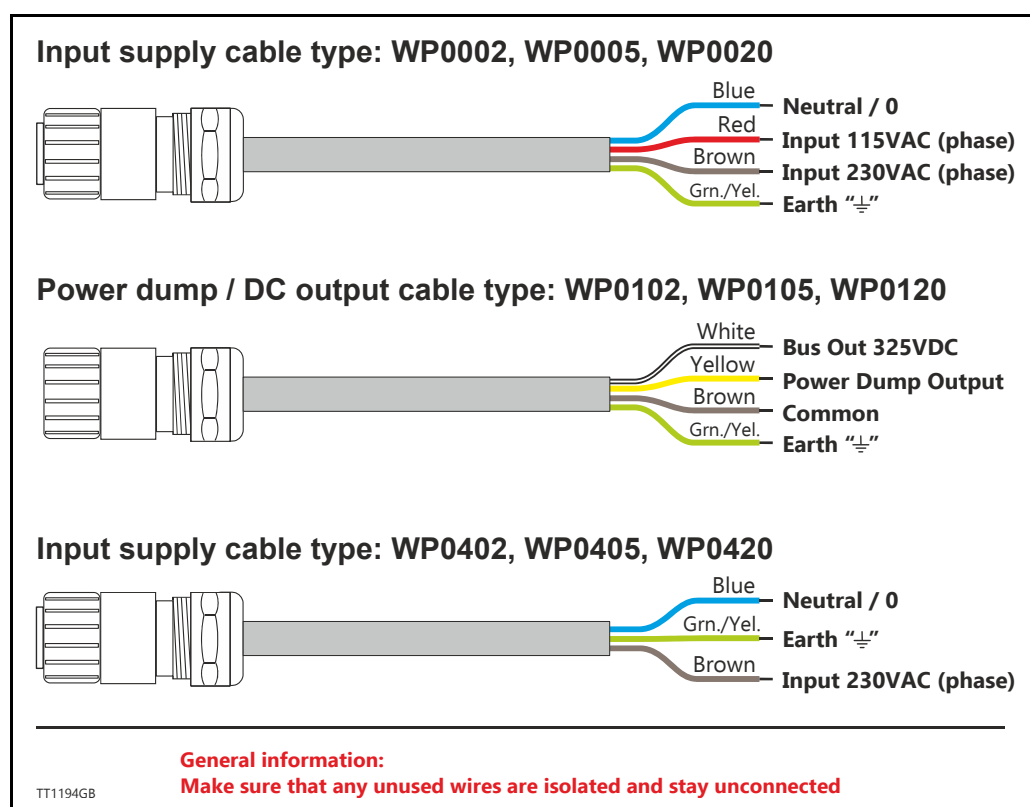 Input supply cable type: WP0002, WP0005, WP0020
Blue
Neutral / 0
Red
Input 115VAC (phase)
Brown
Input 230VAC (phase)
Grn./Yel.
Earth “⏚”
Power dump / DC output cable type: WP0102, WP0105, WP0120
White
Bus Out 325VDC
Yellow
Power Dump Output
Brown
Common
Grn./Yel.
Earth “⏚”
Input supply cable type: WP0402, WP0405, WP0420
Blue
Neutral / 0
Grn./Yel.
Earth “⏚”
Brown
Input 230VAC (phase)
General information:
Make sure that any unused wires are isolated and stay unconnected
TT1194GB